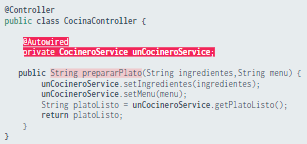 @Controller
public class CocinaController {
@Autowired
private CocineroService unCocineroService;
public String prepararPlato(String ingredientes,String menu) {
unCocineroService.setIngredientes(ingredientes);
unCocineroService.setMenu(menu);
String platoListo = unCocineroService.getPlatoListo();
return platoListo;
}
}